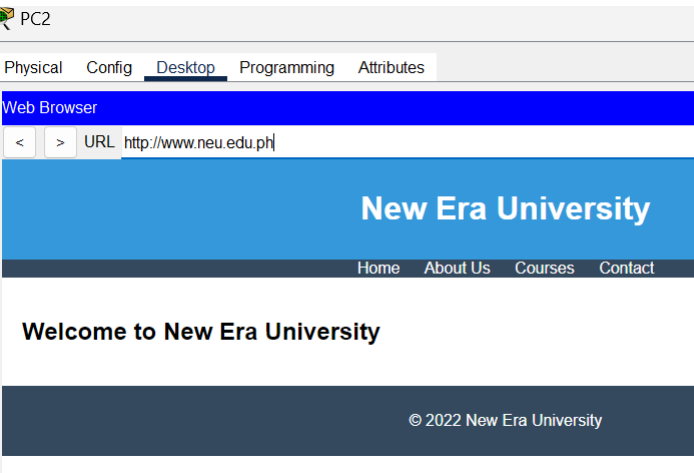 PC2
Physical Config Desktop Programming Attributes
Web Browser
< > URL http://www.neu.edu.ph
New Era University
Home About Us Courses Contact
Welcome to New Era University
© 2022 New Era University